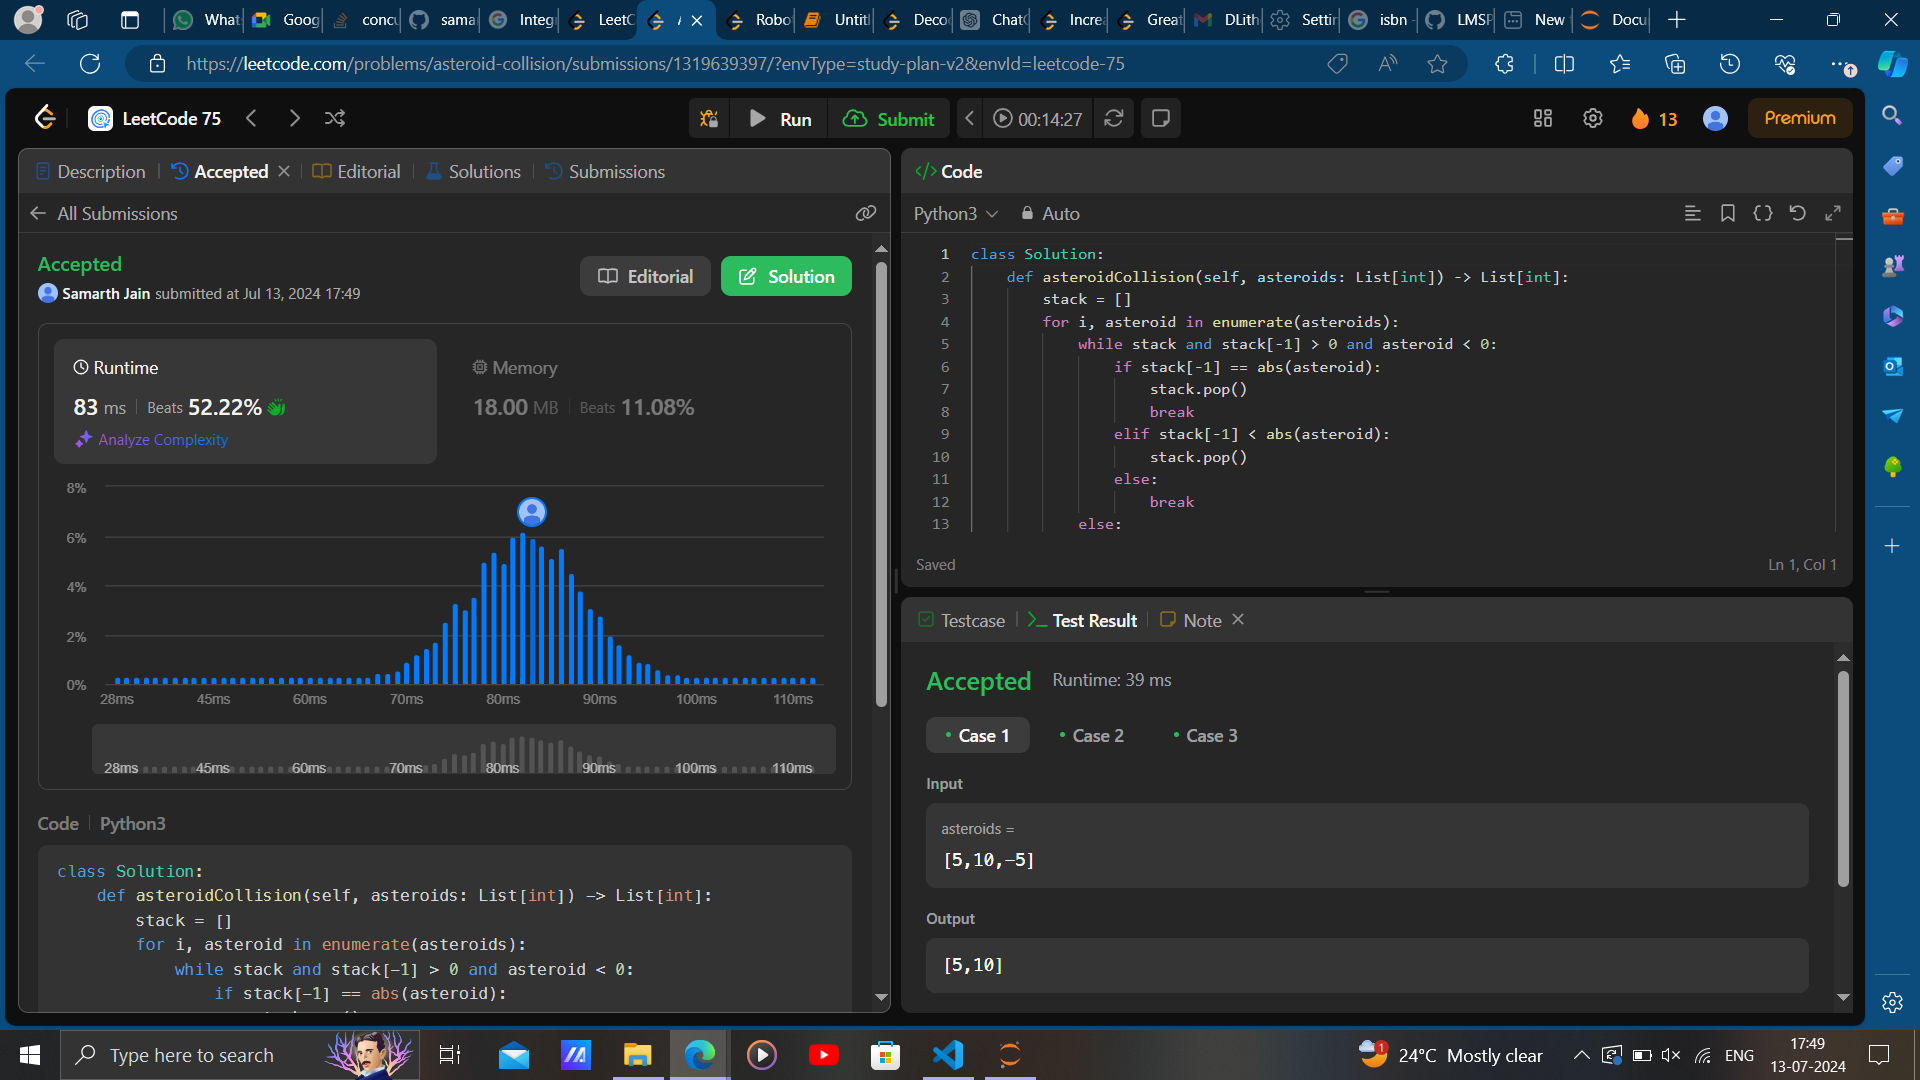 What
Goog
conc
samar
Integ
LeetC
A
Robo
Untitl
Deco
Chat
Increa
Great
DLith
Settin
isbn -
LMSP
New
Docu
https://leetcode.com/problems/asteroid-collision/submissions/1319639397/?envType=study-plan-v2&envId=leetcode-75
1
LeetCode 75
Run
Submit
00:14:27
13
Premium
Description
Accepted
Editorial
Solutions
Submissions
All Submissions
Accepted
Samarth Jain submitted at Jul 13, 2024 17:49
Editorial
Solution
Runtime
83 ms
Beats 52.22%
Analyze Complexity
Memory
18.00 MB
Beats 11.08%
8%
6%
4%
2%
0%
28ms 45ms 60ms 70ms 80ms 90ms 100ms 110ms
28ms 45ms 60ms 70ms 80ms 90ms 100ms 110ms
Code Python3
class Solution:
def asteroidCollision(self, asteroids: List[int]) -> List[int]:
stack = []
for i, asteroid in enumerate(asteroids):
while stack and stack[-1] > 0 and asteroid < 0:
if stack[-1] == abs(asteroid):
</> Code
Python3
Auto
1 class Solution:
2 def asteroidCollision(self, asteroids: List[int]) -> List[int]:
3 stack = []
4 for i, asteroid in enumerate(asteroids):
5 while stack and stack[-1] > 0 and asteroid < 0:
6 if stack[-1] == abs(asteroid):
7 stack.pop()
8 break
9 elif stack[-1] < abs(asteroid):
10 stack.pop()
11 else:
12 break
13 else:
Saved
Ln 1, Col 1
Testcase
Test Result
Note
Accepted
Runtime: 39 ms
Case 1
Case 2
Case 3
Input
asteroids =
[5,10,-5]
Output
[5,10]
Type here to search
1
24°C Mostly clear
ENG
17:49
13-07-2024